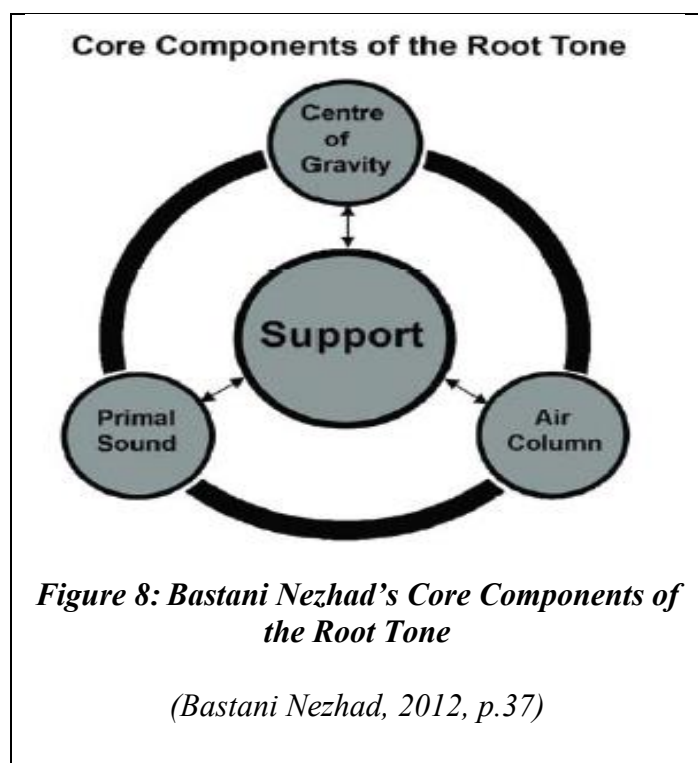 Core Components of the Root Tone
Centre
of
Gravity
Support
Primal
Sound
Air
Column
Figure 8: Bastani Nezhad’s Core Components of
the Root Tone
(Bastani Nezhad, 2012, p.37)